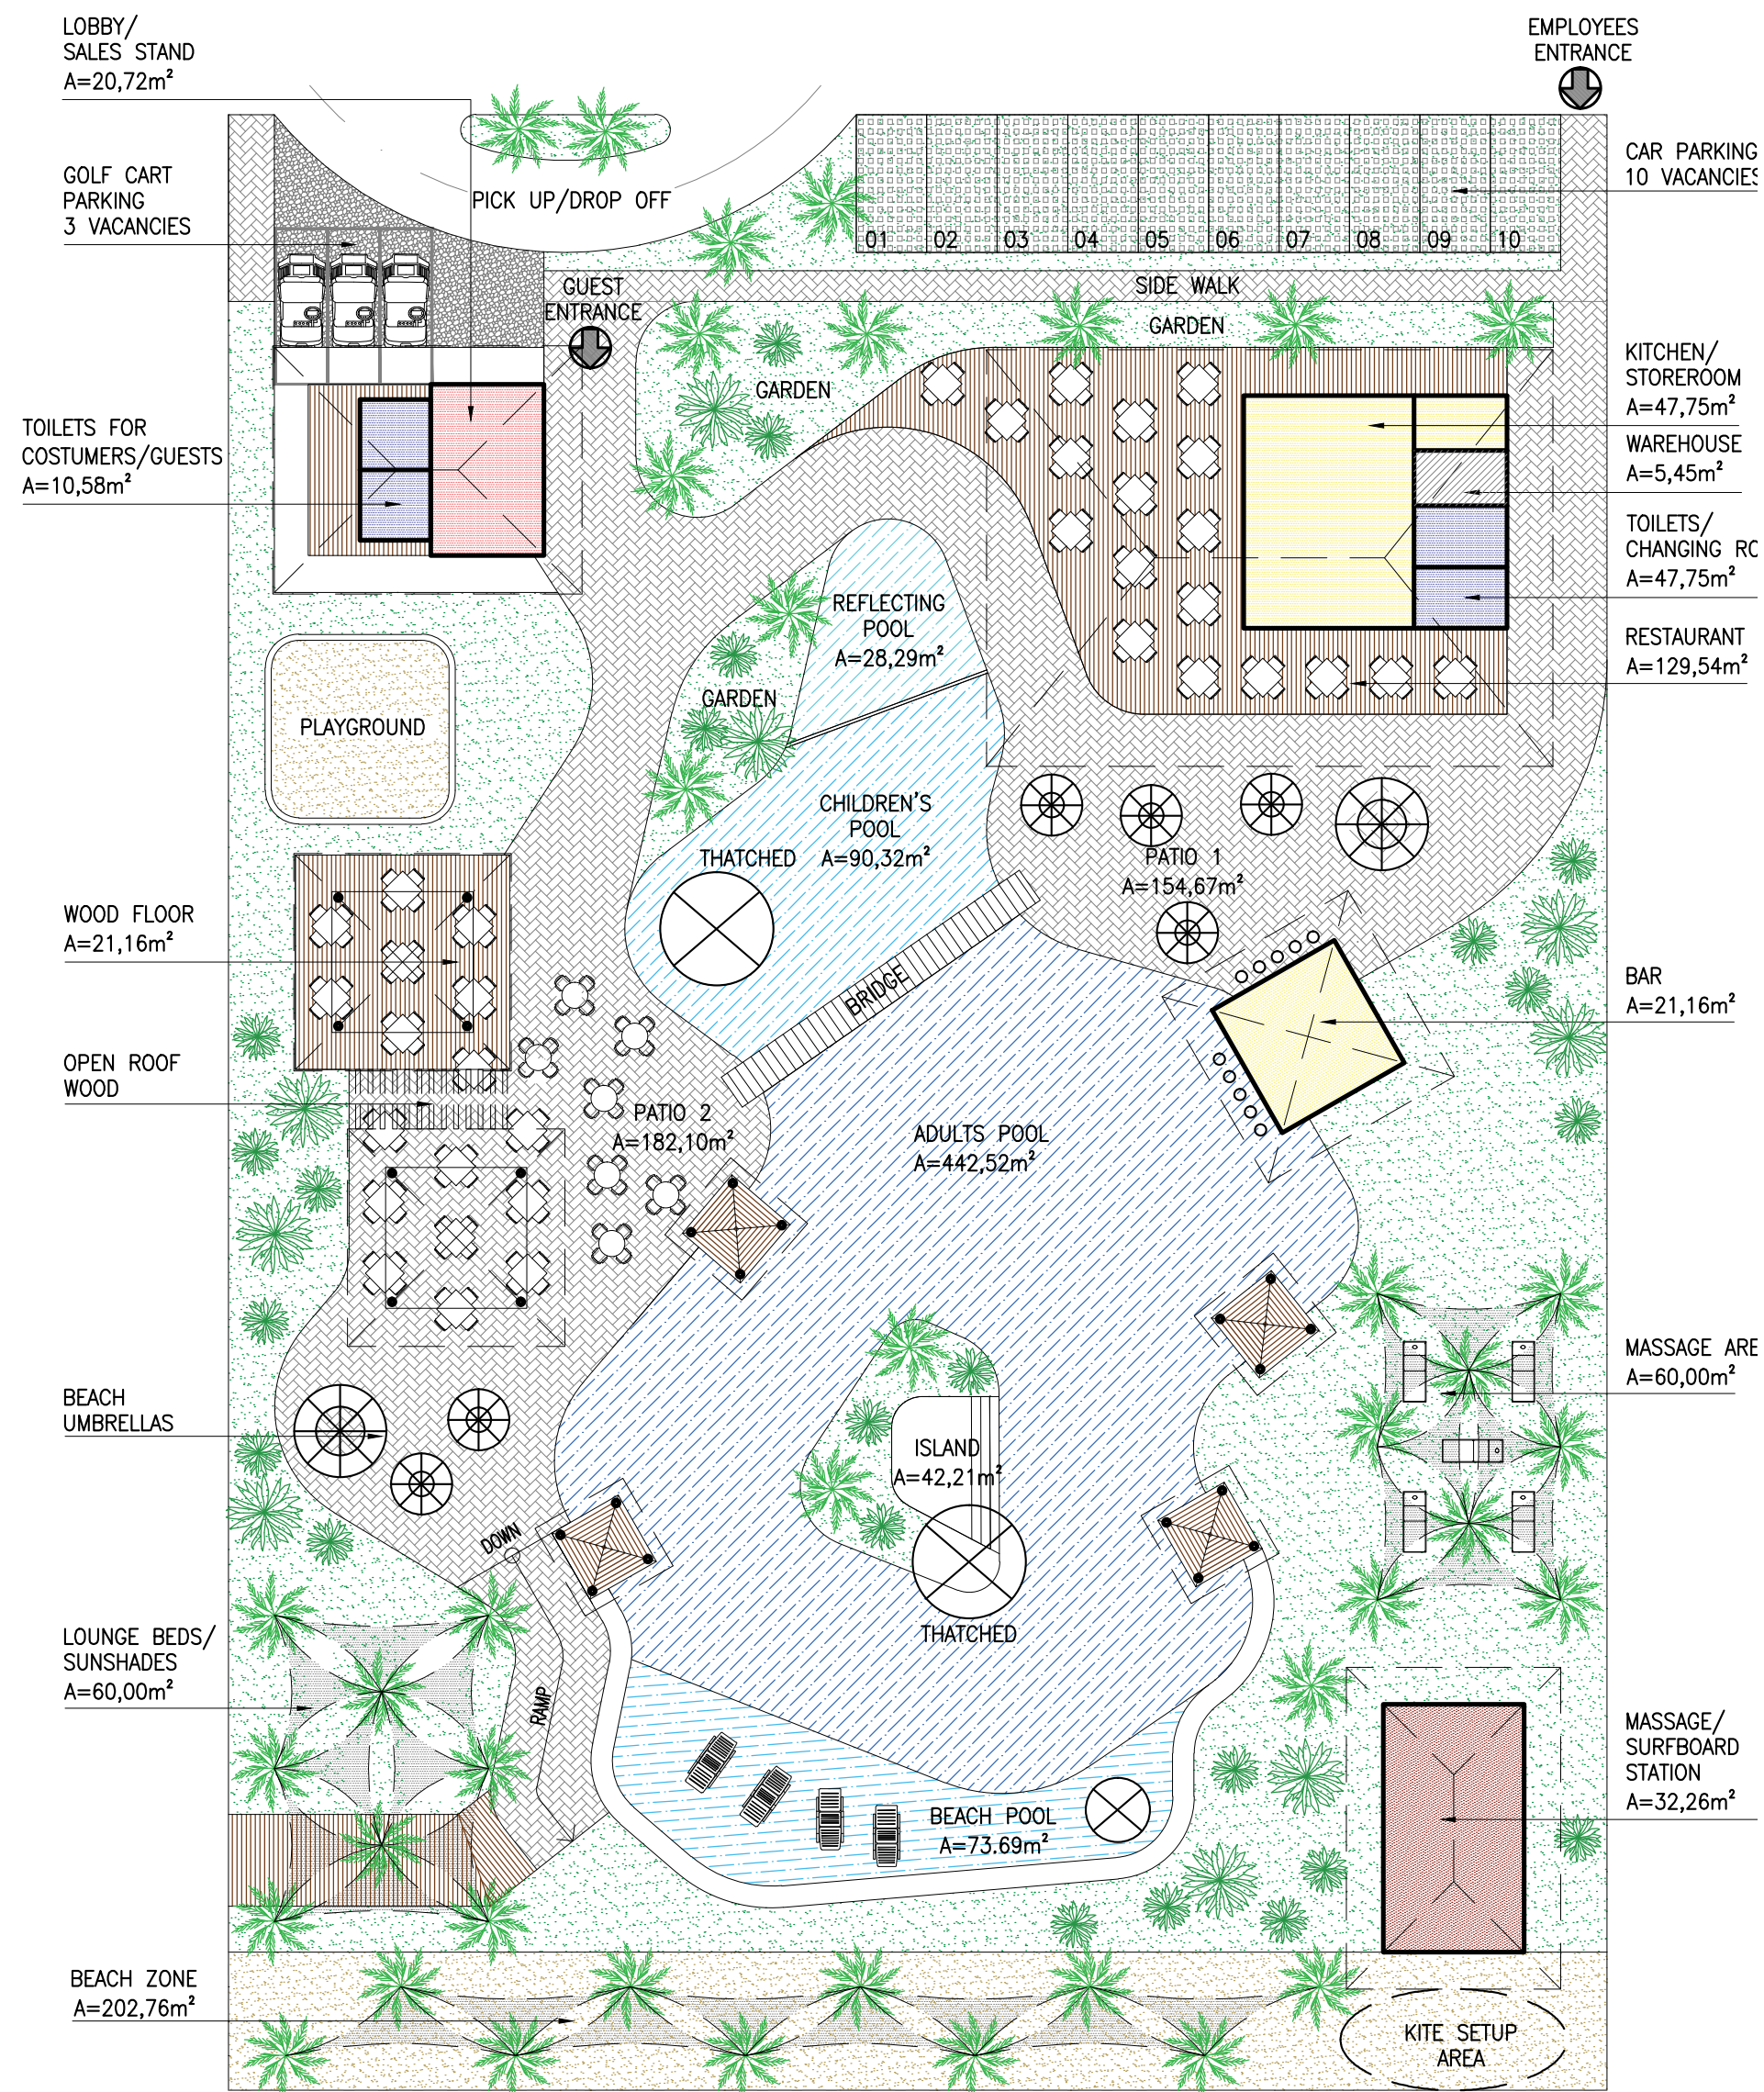 LOBBY/
SALES STAND
A=20,72m²
EMPLOYEES
ENTRANCE
GOLF CART
PARKING
3 VACANCIES
PICK UP/DROP OFF
CAR PARKING
10 VACANCIES
01 02 03 04 05 06 07 08 09 10
GUEST
ENTRANCE
SIDE WALK
GARDEN
GARDEN
KITCHEN/
STOREROOM
A=47,75m²
TOILETS FOR
COSTUMERS/GUESTS
A=10,58m²
WAREHOUSE
A=5,45m²
TOILETS/
CHANGING RO
A=47,75m²
REFLECTING
POOL
A=28,29m²
RESTAURANT
A=129,54m²
GARDEN
PLAYGROUND
CHILDREN'S
POOL
A=90,32m²
THATCHED
PATIO 1
A=154,67m²
WOOD FLOOR
A=21,16m²
BRIDGE
BAR
A=21,16m²
OPEN ROOF
WOOD
PATIO 2
A=182,10m²
ADULTS POOL
A=442,52m²
MASSAGE ARE
A=60,00m²
BEACH
UMBRELLAS
ISLAND
A=42,21m²
DOWN
THATCHED
LOUNGE BEDS/
SUNSHADES
A=60,00m²
RAMP
MASSAGE/
SURFBOARD
STATION
A=32,26m²
BEACH POOL
A=73.69m²
BEACH ZONE
A=202,76m²
KITE SETUP
AREA